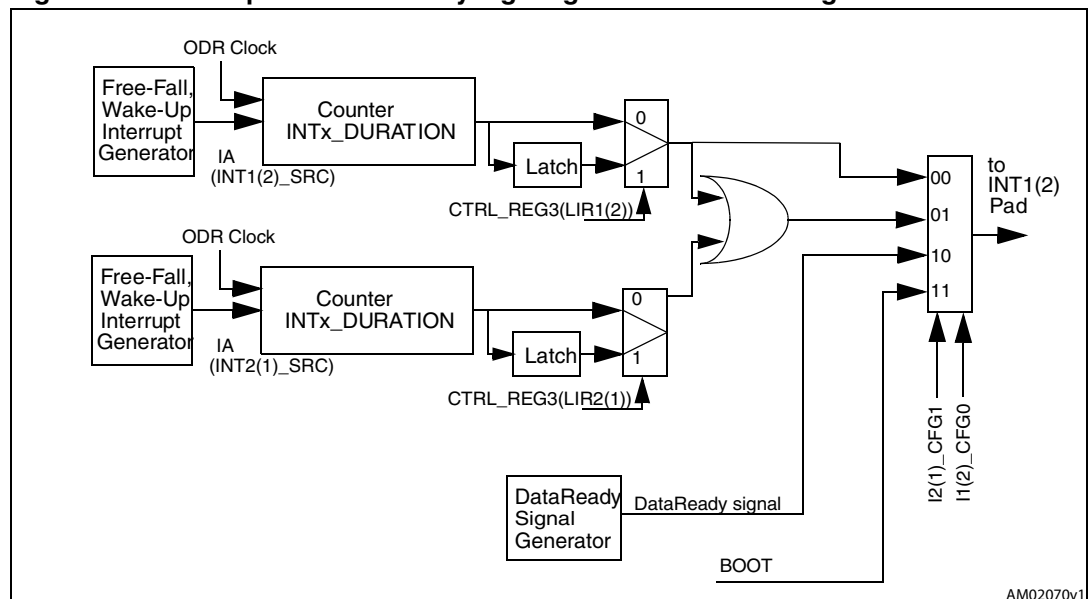 ODR Clock
Free-Fall,
Wake-Up
Interrupt
Generator
IA
(INT1(2)_SRC)
Counter
INTx_DURATION
Latch
0
1
CTRL_REG3(LIR1(2))
ODR Clock
Free-Fall,
Wake-Up
Interrupt
Generator
IA
(INT2(1)_SRC)
Counter
INTx_DURATION
Latch
0
1
CTRL_REG3(LIR2(1))
00
01
10
11
to
INT1(2)
Pad
I2(1)_CFG1
I1(2)_CFG0
DataReady
Signal
Generator
DataReady signal
BOOT
AM02070v1